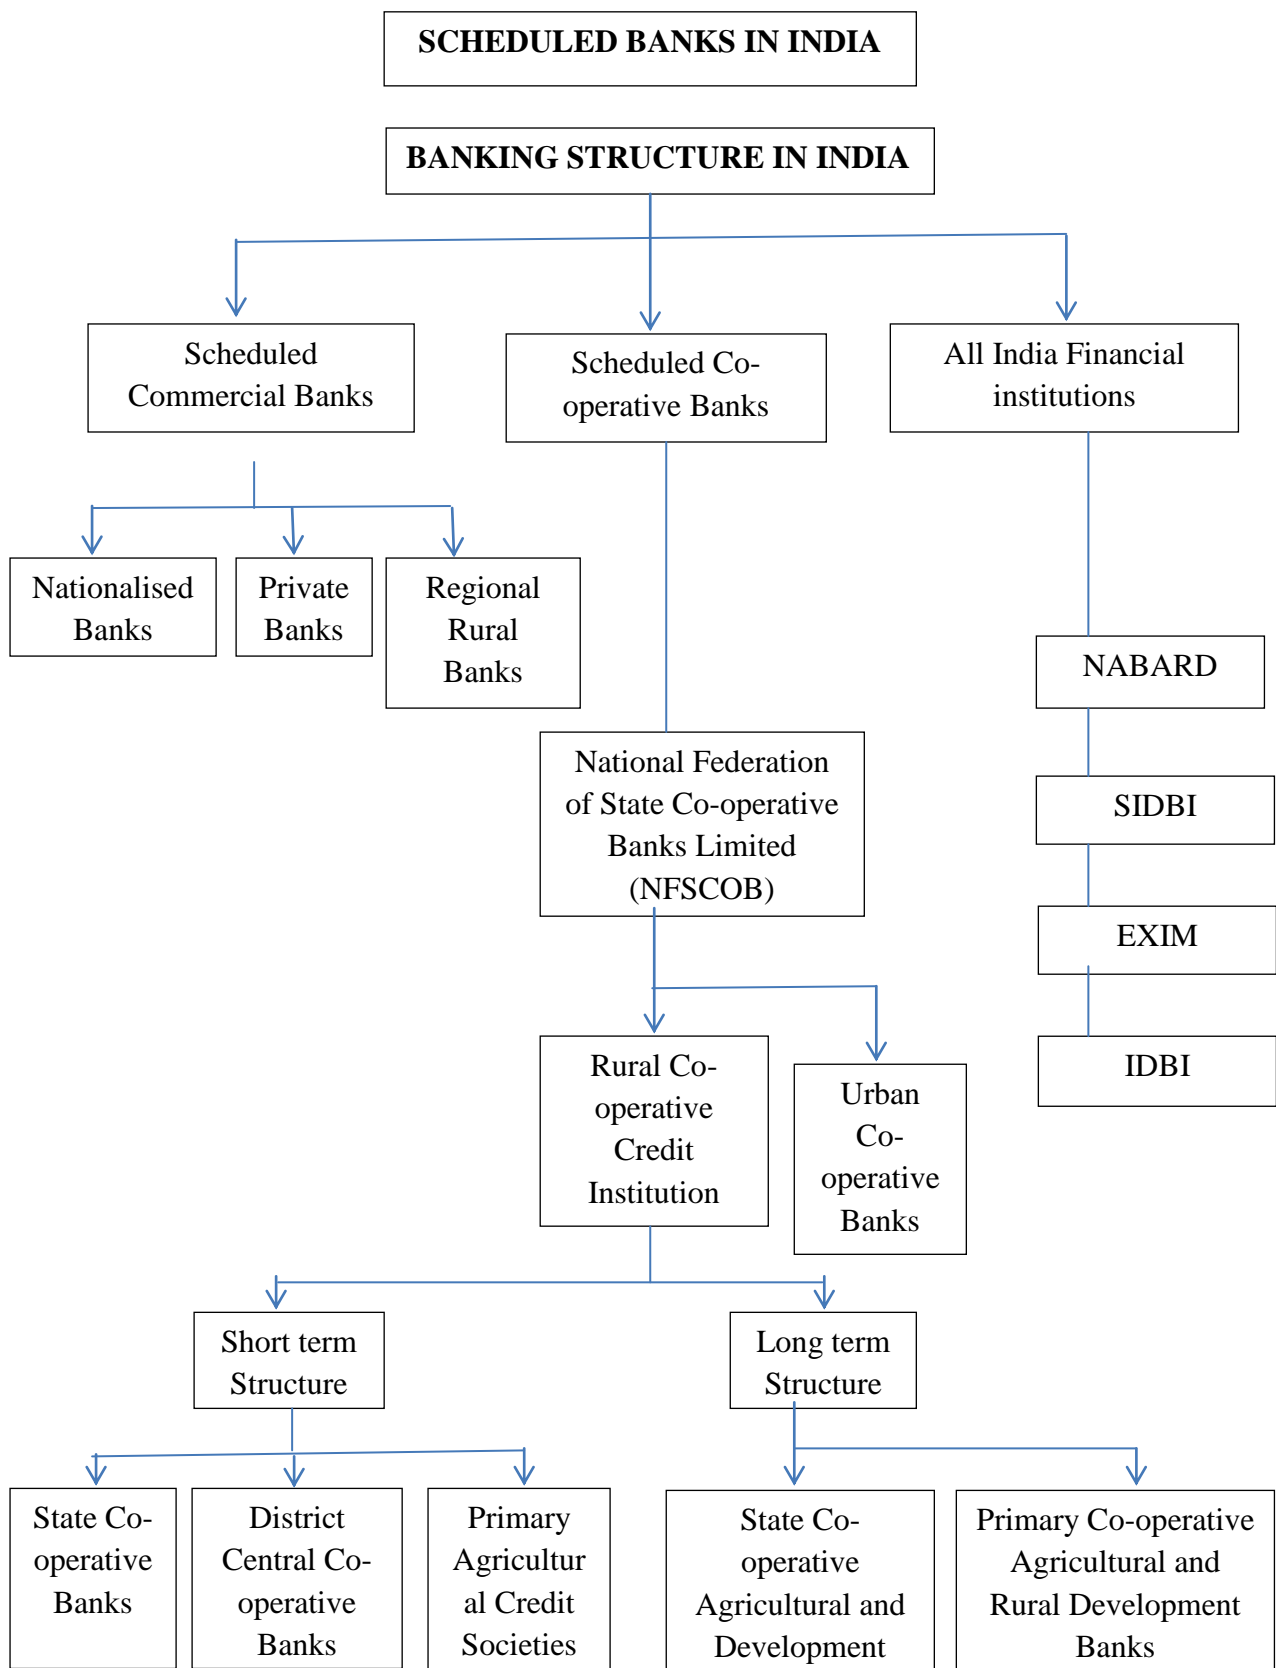 SCHEDULED BANKS IN INDIA
BANKING STRUCTURE IN INDIA
Scheduled
Commercial Banks
Scheduled Co-
operative Banks
All India Financial
institutions
Nationalised
Banks
Private
Banks
Regional
Rural
Banks
NABARD
National Federation
of State Co-operative
Banks Limited
(NFSCOB)
SIDBI
EXIM
IDBI
Rural Co-
operative
Credit
Institution
Urban
Co-
operative
Banks
Short term
Structure
Long term
Structure
State Co-
operative
Banks
District
Central Co-
operative
Banks
Primary
Agricultur
al Credit
Societies
State Co-
operative
Agricultural and
Development
Primary Co-operative
Agricultural and
Rural Development
Banks